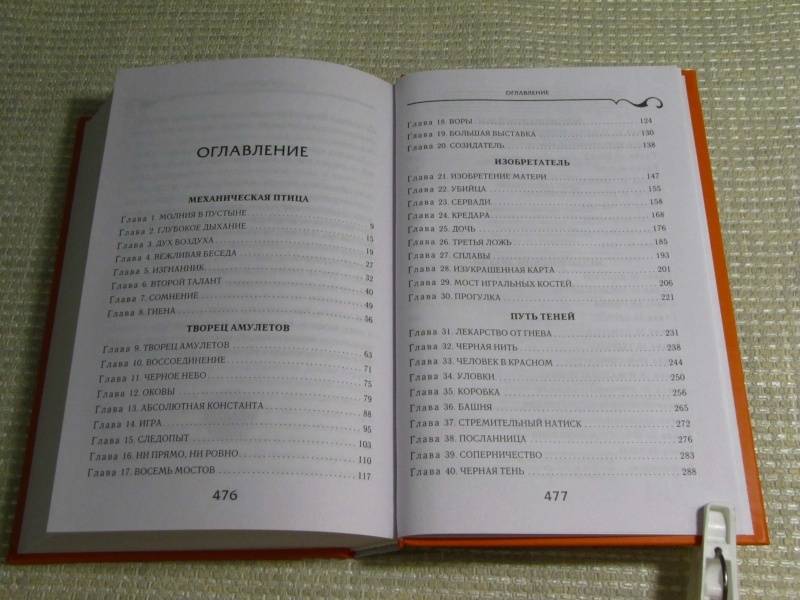 ОГЛАВЛЕНИЕ
МЕХАНИЧЕСКАЯ ПТИЦА
Глава 1. МОЛНИЯ В ПУСТЫНЕ 9
Глава 2. ГЛУБОКОЕ ДЫХАНИЕ 15
Глава 3. ДУХ ВОЗДУХА 19
Глава 4. ВЕЖЛИВАЯ БЕСЕДА 27
Глава 5. ИЗГНАННИК 32
Глава 6. ВТОРОЙ ТАЛАНТ 40
Глава 7. СОМНЕНИЕ 49
Глава 8. ГИЕНА 56
ТВОРЕЦ АМУЛЕТОВ
Глава 9. ТВОРЕЦ АМУЛЕТОВ 63
Глава 10. ВОССОЕДИНЕНИЕ 71
Глава 11. ЧЕРНОЕ НЕБО 75
Глава 12. ОКОВЫ 79
Глава 13. АБСОЛЮТНАЯ КОНСТАНТА 88
Глава 14. ИГРА 95
Глава 15. СЛЕДОПЫТ 103
Глава 16. НИ ПРЯМО, НИ РОВНО 110
Глава 17. ВОСЕМЬ МОСТОВ 117
476
ОГЛАВЛЕНИЕ
Глава 18. ВОРЫ 124
Глава 19. БОЛЬШАЯ ВЫСТАВКА 130
Глава 20. СОЗИДАТЕЛЬ 138
ИЗОБРЕТАТЕЛЬ
Глава 21. ИЗОБРЕТЕНИЕ МАТЕРИ 147
Глава 22. УБИЙЦА 155
Глава 23. СЕРВАДИ 158
Глава 24. КРЕДАРА 168
Глава 25. ДОЧЬ 176
Глава 26. ТРЕТЬЯ ЛОЖЬ 185
Глава 27. СПЛАВЫ 193
Глава 28. ИЗУКРАШЕННАЯ КАРТА 201
Глава 29. МОСТ ИГРАЛЬНЫХ КОСТЕЙ 206
Глава 30. ПРОГУЛКА 221
ПУТЬ ТЕНЕЙ
Глава 31. ЛЕКАРСТВО ОТ ГНЕВА 231
Глава 32. ЧЕРНАЯ НИТЬ 238
Глава 33. ЧЕЛОВЕК В КРАСНОМ 244
Глава 34. УЛОВКИ 250
Глава 35. КОРОБКА 256
Глава 36. БАШНЯ 265
Глава 37. СТРЕМИТЕЛЬНЫЙ НАТИСК 272
Глава 38. ПОСЛАННИЦА 276
Глава 39. СОПЕРНИЧЕСТВО 283
Глава 40. ЧЕРНАЯ ТЕНЬ 288
477